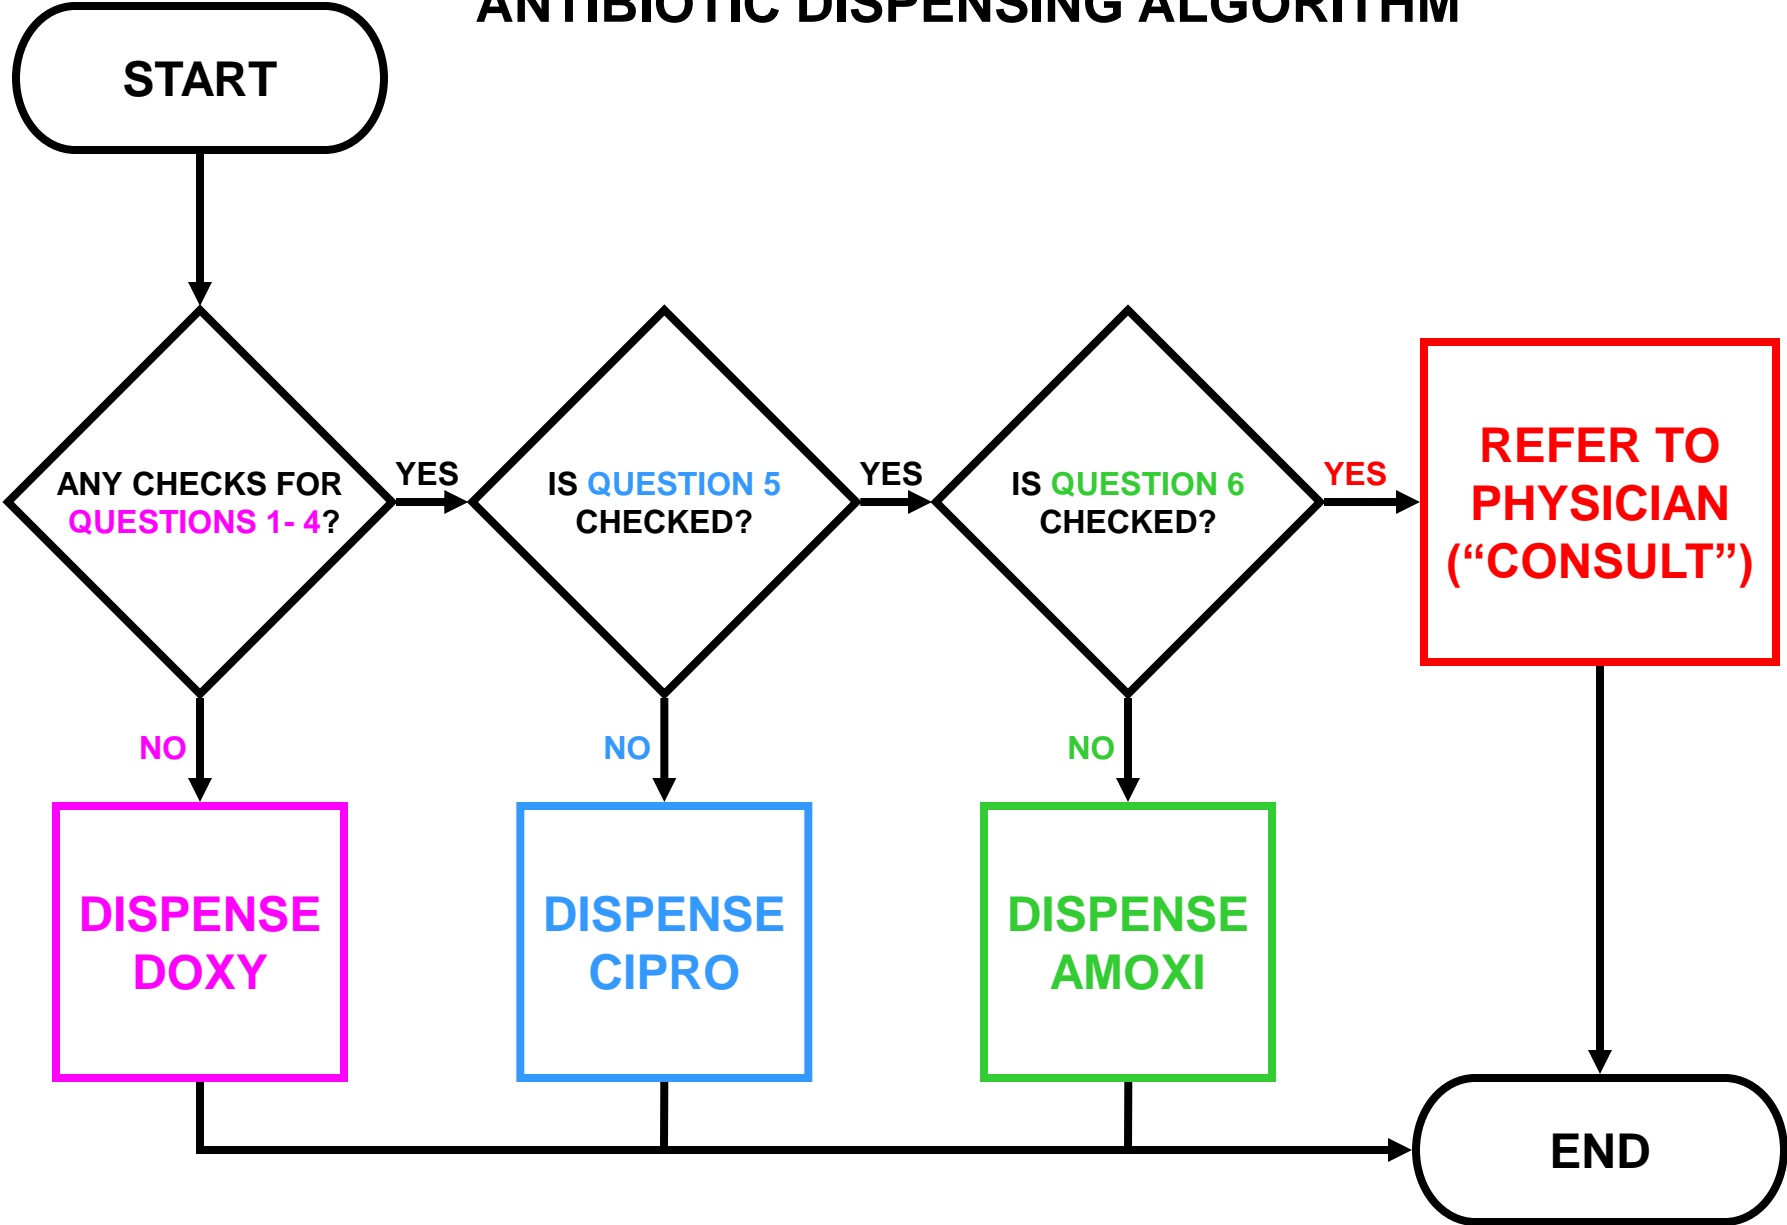 ANTIBIOTIC DISPENSING ALGORITHM
START
ANY CHECKS FOR
QUESTIONS 1- 4?
YES
IS QUESTION 5
CHECKED?
YES
IS QUESTION 6
CHECKED?
YES
REFER TO
PHYSICIAN
(“CONSULT”)
NO
NO
NO
DISPENSE
DOXY
DISPENSE
CIPRO
DISPENSE
AMOXI
END